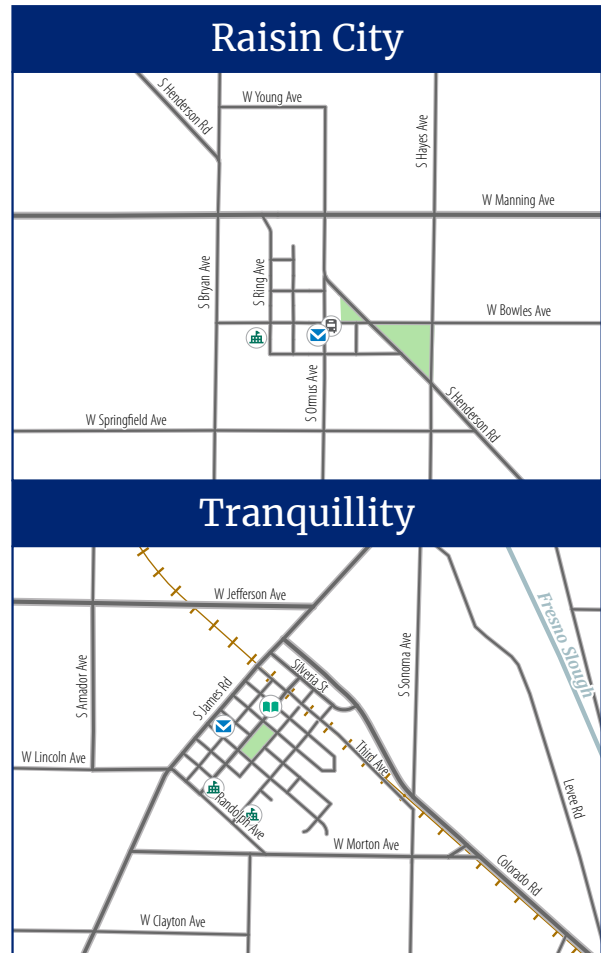 Raisin City
S Henderson Rd
W Young Ave
S Hayes Ave
W Manning Ave
S Bryan Ave
S Ring Ave
W Bowles Ave
S Ormus Ave
W Springfield Ave
S Henderson Rd
Tranquillity
W Jefferson Ave
Fresno Slough
S Amador Ave
S James Rd
Silveria St
S Sonoma Ave
W Lincoln Ave
Third Ave
Levee Rd
Randolph Ave
W Morton Ave
Colorado Rd
W Clayton Ave